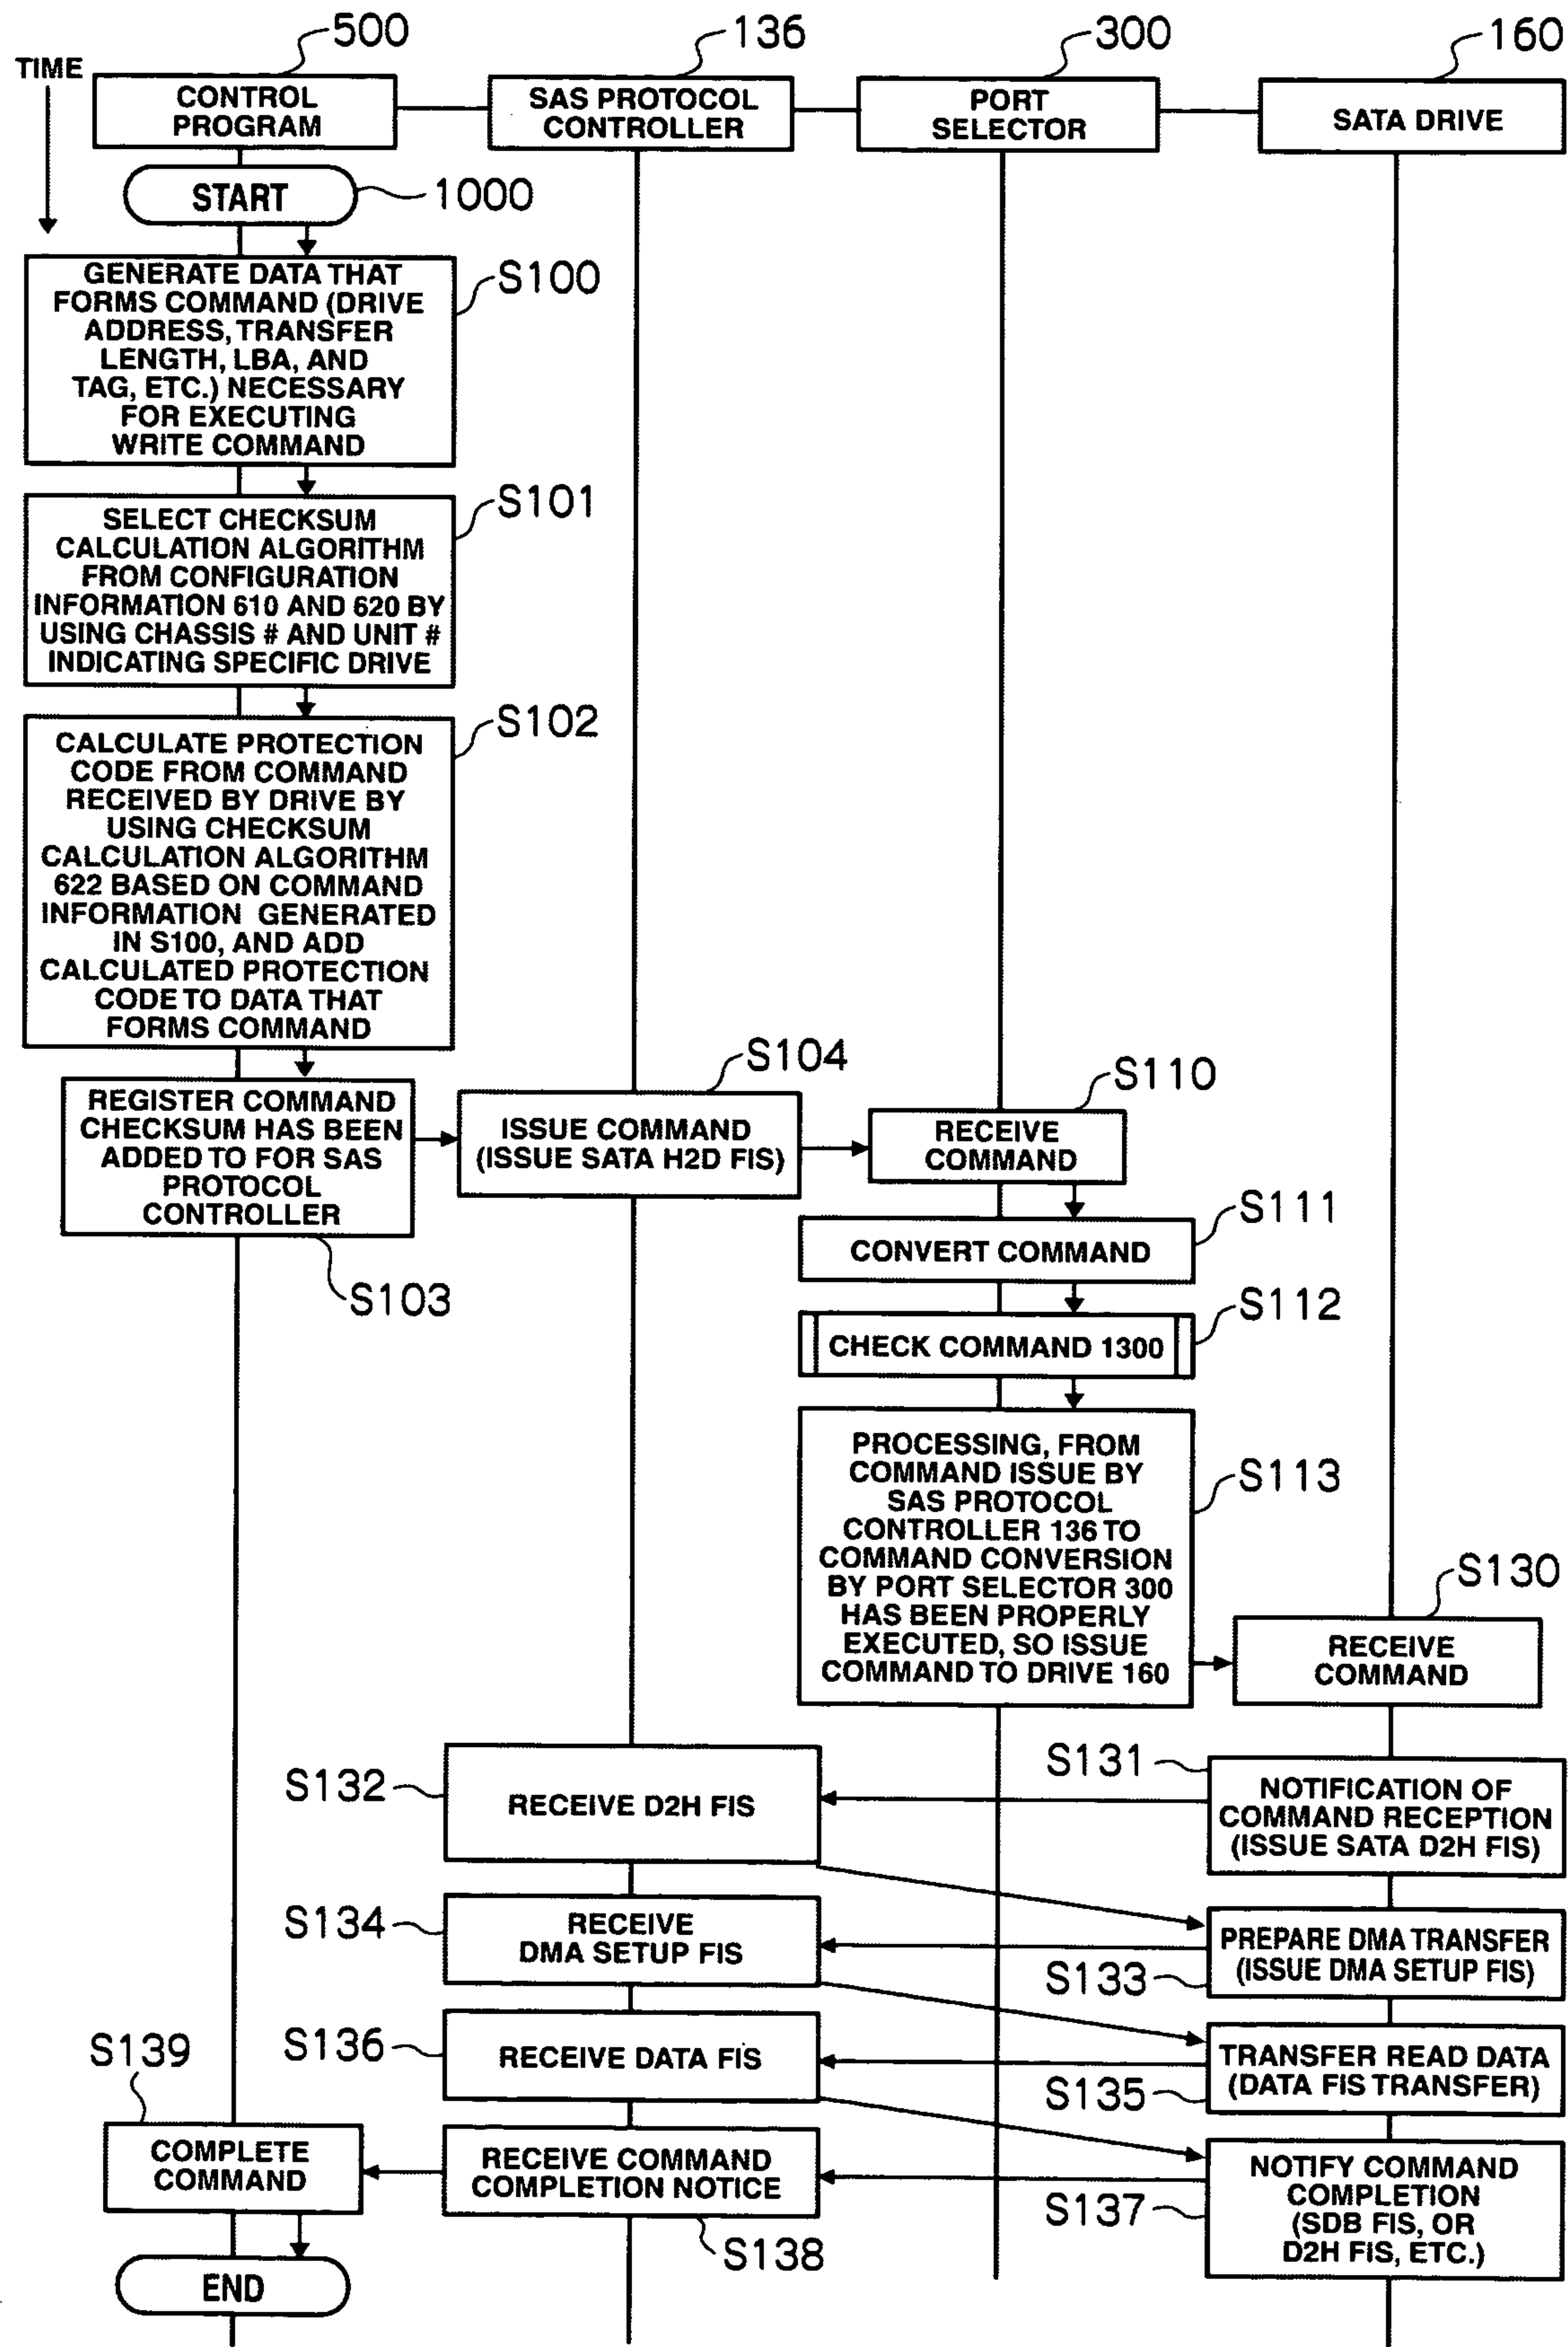 500
136
300
160
TIME
CONTROL
PROGRAM
SAS PROTOCOL
CONTROLLER
PORT
SELECTOR
SATA DRIVE
START
1000
GENERATE DATA THAT
FORMS COMMAND (DRIVE
ADDRESS, TRANSFER
LENGTH, LBA, AND
TAG, ETC.) NECESSARY
FOR EXECUTING
WRITE COMMAND
S100
SELECT CHECKSUM
CALCULATION ALGORITHM
FROM CONFIGURATION
INFORMATION 610 AND 620 BY
USING CHASSIS # AND UNIT #
INDICATING SPECIFIC DRIVE
S101
CALCULATE PROTECTION
CODE FROM COMMAND
RECEIVED BY DRIVE BY
USING CHECKSUM
CALCULATION ALGORITHM
622 BASED ON COMMAND
INFORMATION GENERATED
IN S100, AND ADD
CALCULATED PROTECTION
CODE TO DATA THAT
FORMS COMMAND
S102
REGISTER COMMAND
CHECKSUM HAS BEEN
ADDED TO FOR SAS
PROTOCOL
CONTROLLER
S103
S104
ISSUE COMMAND
(ISSUE SATA H2D FIS)
S110
RECEIVE
COMMAND
S111
CONVERT COMMAND
S112
CHECK COMMAND 1300
PROCESSING, FROM
COMMAND ISSUE BY
SAS PROTOCOL
CONTROLLER 136 TO
COMMAND CONVERSION
BY PORT SELECTOR 300
HAS BEEN PROPERLY
EXECUTED, SO ISSUE
COMMAND TO DRIVE 160
S113
S130
RECEIVE
COMMAND
S131
NOTIFICATION OF
COMMAND RECEPTION
(ISSUE SATA D2H FIS)
S132
RECEIVE D2H FIS
PREPARE DMA TRANSFER
(ISSUE DMA SETUP FIS)
S133
S134
RECEIVE
DMA SETUP FIS
TRANSFER READ DATA
(DATA FIS TRANSFER)
S135
S136
RECEIVE DATA FIS
NOTIFY COMMAND
COMPLETION
(SDB FIS, OR
D2H FIS, ETC.)
S137
RECEIVE COMMAND
COMPLETION NOTICE
S138
S139
COMPLETE
COMMAND
END